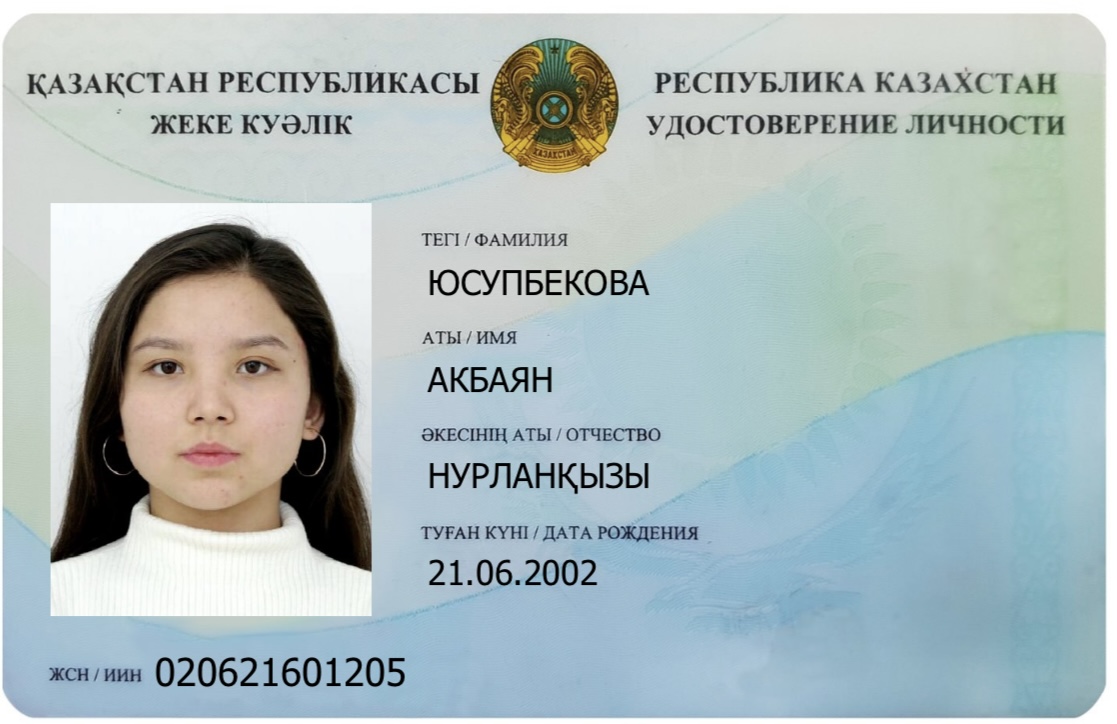 ҚАЗАҚСТАН РЕСПУБЛИКАСЫ
ЖЕКЕ КУӘЛІК
ҚАЗАҚСТАН
РЕСПУБЛИКА КАЗАХСТАН
УДОСТОВЕРЕНИЕ ЛИЧНОСТИ
ТЕГІ / ФАМИЛИЯ
ЮСУПБЕКОВА
АТЫ / ИМЯ
АКБАЯН
ӘКЕСІНІҢ АТЫ / ОТЧЕСТВО
НУРЛАНҚЫЗЫ
ТУҒАН КҮНІ / ДАТА РОЖДЕНИЯ
21.06.2002
ЖСН / ИИН 020621601205